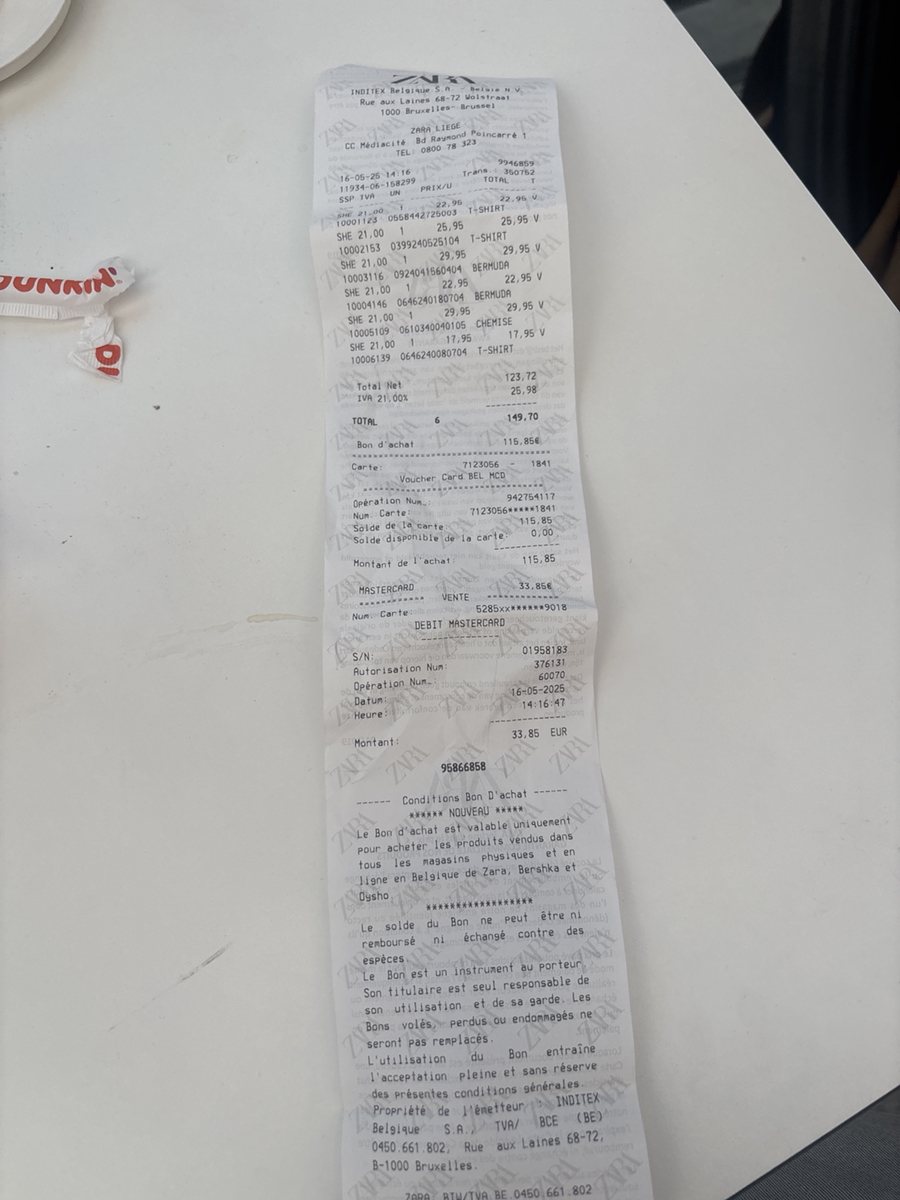 ZARA
INDITEX Belgique S.A. - België N.V.
Rue aux Laines 68-72 Wolstraat
1000 Bruxelles- Brussel
ZARA LIEGE
CC Médiacité Bd Raymond Poincarré 1
TEL: 0800 78 323
9946859
16-05-25 14:16 Trans.: 350752
11934-06-158299
SSP IVA UN PRIX/U TOTAL T
SHE 21,00 1 22,95 22,95 V
10001123 0558442725003 T-SHIRT
SHE 21,00 1 25,95 25,95 V
10002153 0399240525104 T-SHIRT
SHE 21,00 1 29,95 29,95 V
10003116 0924041560404 BERMUDA
SHE 21,00 1 22,95 22,95 V
10004146 0646240180704 BERMUDA
SHE 21,00 1 29,95 29,95 V
10005109 0610340040105 CHEMISE
SHE 21,00 1 17,95 17,95 V
10006139 0646240080704 T-SHIRT
Total Net 123,72
IVA 21,00% 25,98
TOTAL 6 149,70
Bon d'achat 115,85€
Carte: 7123056 - 1841
Voucher Card BEL MCO
Opération Num.: 942764117
Num. Carte: 7123056*****1841
Solde de la carte: 115,85
Solde disponible de la carte: 0,00
Montant de l'achat: 115,85
MASTERCARD 33,85€
VENTE
Num. Carte: 5285xx******9018
DEBIT MASTERCARD
S/N: 01958183
Autorisation Num: 376131
Opération Num.: 60070
Datum: 16-05-2025
Heure: 14:16:47
Montant: 33,85 EUR
95866858
------ Conditions Bon D'achat ------
****** NOUVEAU *****
Le Bon d'achat est valable uniquement
pour acheter les produits vendus dans
tous les magasins physiques et en
ligne en Belgique de Zara, Bershka et
Oysho.
*****************
Le solde du Bon ne peut être ni
remboursé ni échangé contre des
espèces.
Le Bon est un instrument au porteur.
Son titulaire est seul responsable de
son utilisation et de sa garde. Les
Bons volés, perdus ou endommagés ne
seront pas remplacés.
L'utilisation du Bon entraîne
l'acceptation pleine et sans réserve
des présentes conditions générales.
Propriété de l'émetteur : INDITEX
Belgique S.A., TVA/ BCE (BE)
0450.661.802, Rue aux Laines 68-72,
B-1000 Bruxelles.
ZARA: BTW/TVA BE.0450.661.802
DUNKIN'
D'